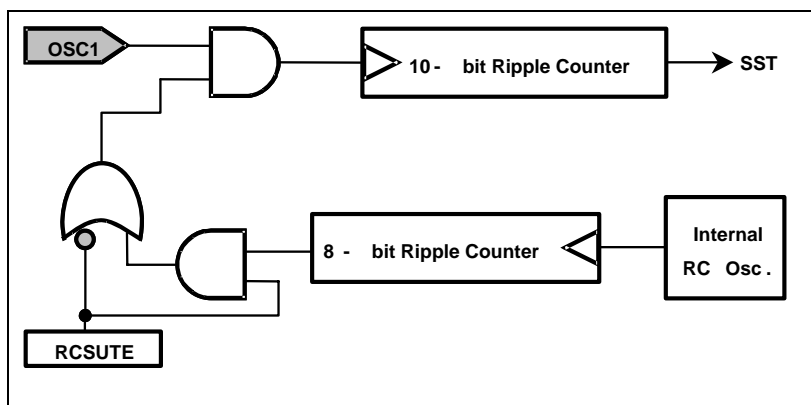 OSC1
10 - bit Ripple Counter
SST
8 - bit Ripple Counter
Internal
RC Osc .
RCSUTE